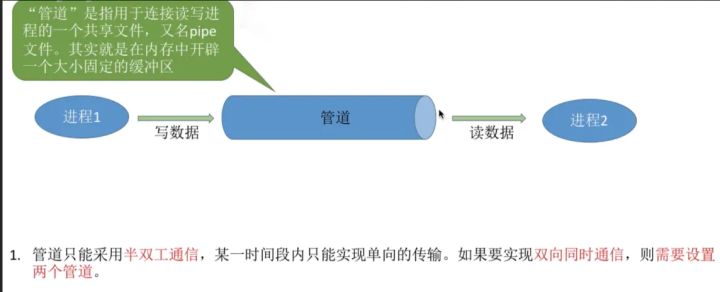 “管道”是指用于连接读写进
程的一个共享文件，又名pipe
文件。其实就是在内存中开辟
一个大小固定的缓冲区
进程1
写数据
管道
读数据
进程2
1. 管道只能采用半双工通信，某一时间段内只能实现单向的传输。如果要实现双向同时通信，则需要设置
两个管道。